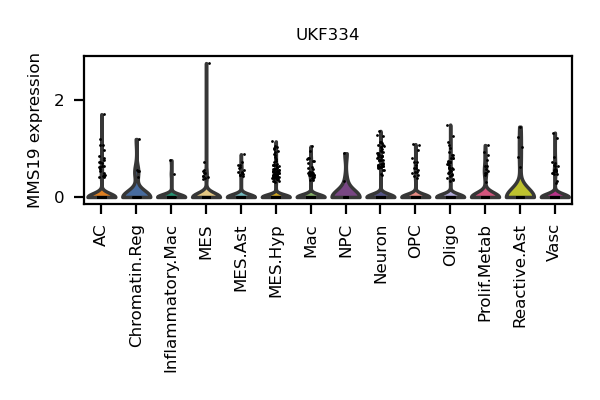 UKF334
MMS19 expression
2
0
AC
Chromatin.Reg
Inflammatory.Mac
MES
MES.Ast
MES.Hyp
Mac
NPC
Neuron
OPC
Oligo
Prolif.Metab
Reactive.Ast
Vasc